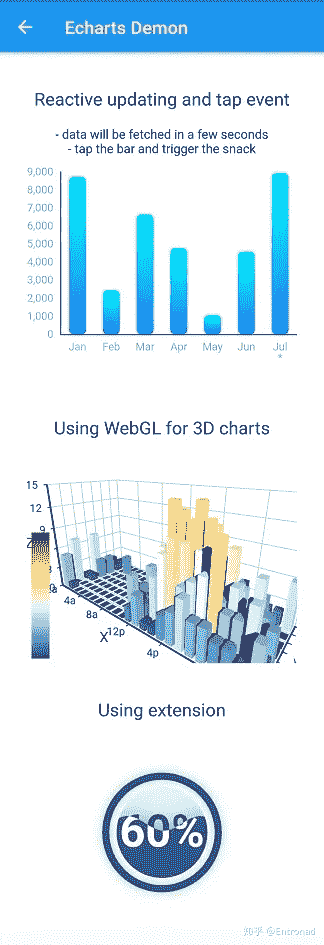 Echarts Demon
Reactive updating and tap event
- data will be fetched in a few seconds
- tap the bar and trigger the snack
9,000
8,000
7,000
6,000
5,000
4,000
3,000
2,000
1,000
0
Jan Feb Mar Apr May Jun Jul
*
Using WebGL for 3D charts
15
12
9
4a
8a
X 12p
4p
Using extension
60%
知乎 @Entronad